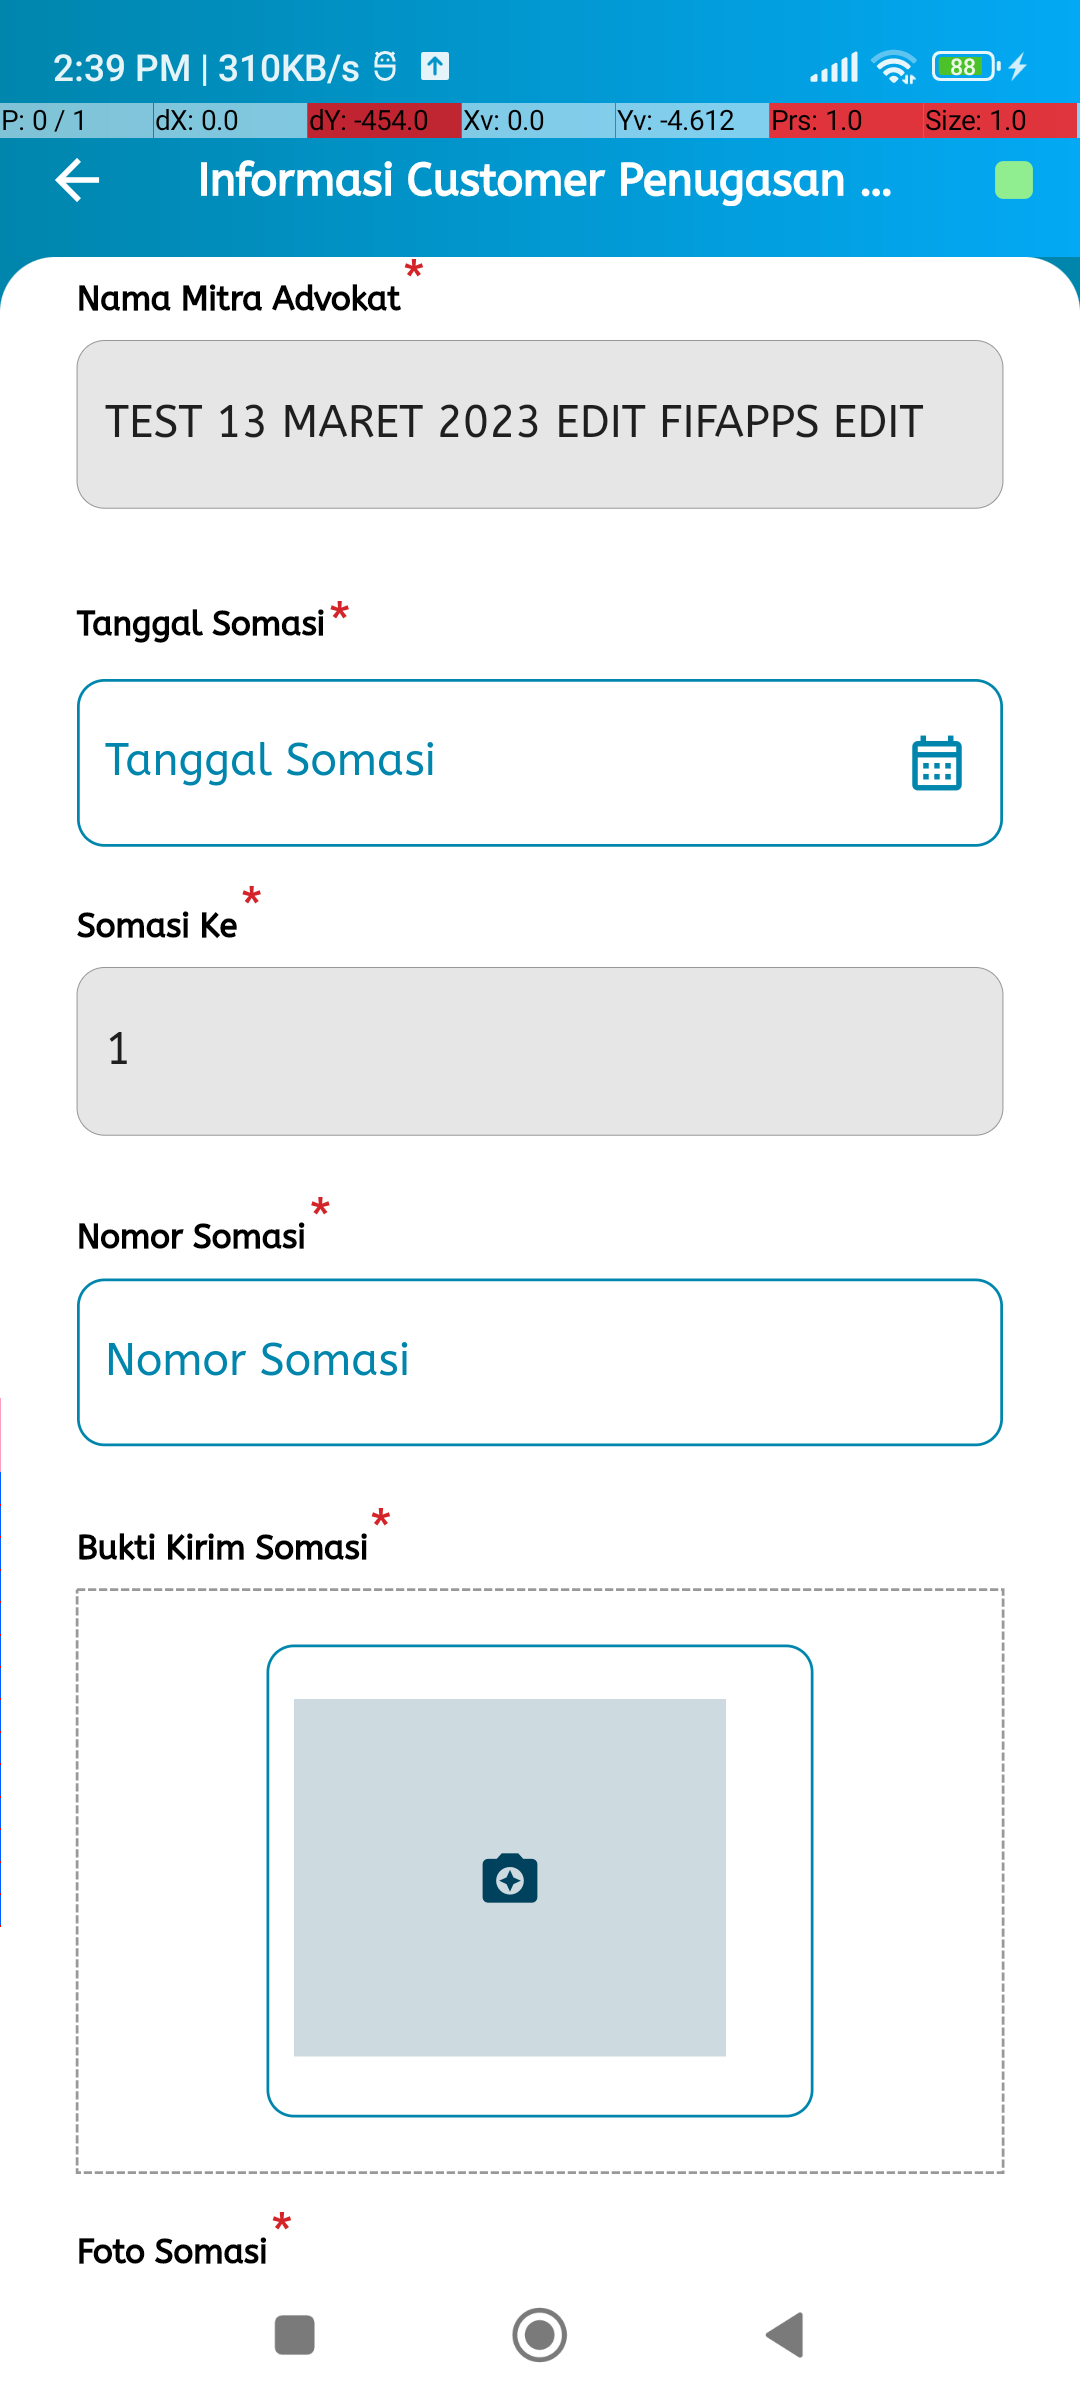 2:39 PM | 310KB/s 88
P: 0 / 1 dX: 0.0 dY: -454.0 Xv: 0.0 Yv: -4.612 Prs: 1.0 Size: 1.0
Informasi Customer Penugasan ...
Nama Mitra Advokat *
TEST 13 MARET 2023 EDIT FIFAPPS EDIT
Tanggal Somasi *
Tanggal Somasi
Somasi Ke *
1
Nomor Somasi *
Nomor Somasi
Bukti Kirim Somasi *
Foto Somasi *